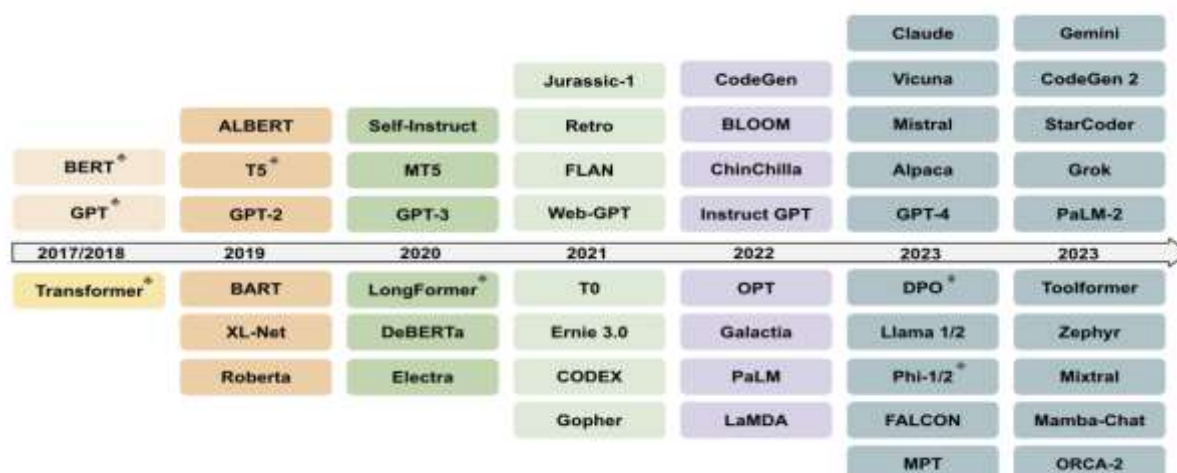 Claude Gemini
Jurassic-1 CodeGen Vicuna CodeGen 2
ALBERT Self-Instruct Retro BLOOM Mistral StarCoder
BERT* T5* MT5 FLAN ChinChilla Alpaca Grok
GPT* GPT-2 GPT-3 Web-GPT Instruct GPT GPT-4 PaLM-2
2017/2018 2019 2020 2021 2022 2023 2023
Transformer* BART LongFormer* T0 OPT DPO* Toolformer
XL-Net DeBERTa Ernie 3.0 Galactia Llama 1/2 Zephyr
Roberta Electra CODEX PaLM Phi-1/2* Mixtral
Gopher LaMDA FALCON Mamba-Chat
MPT ORCA-2